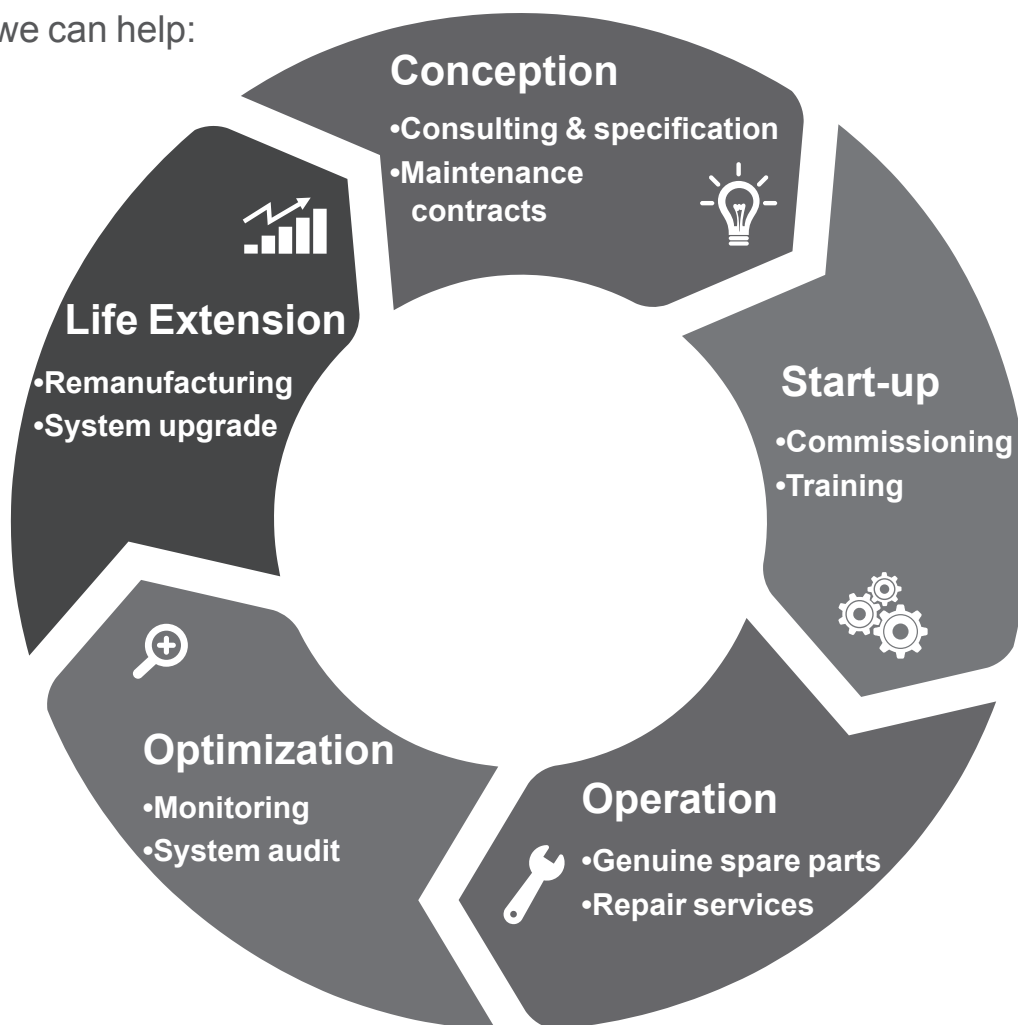 we can help:
Conception
•Consulting & specification
•Maintenance
contracts
Start-up
•Commissioning
•Training
Operation
•Genuine spare parts
•Repair services
Optimization
•Monitoring
•System audit
Life Extension
•Remanufacturing
•System upgrade